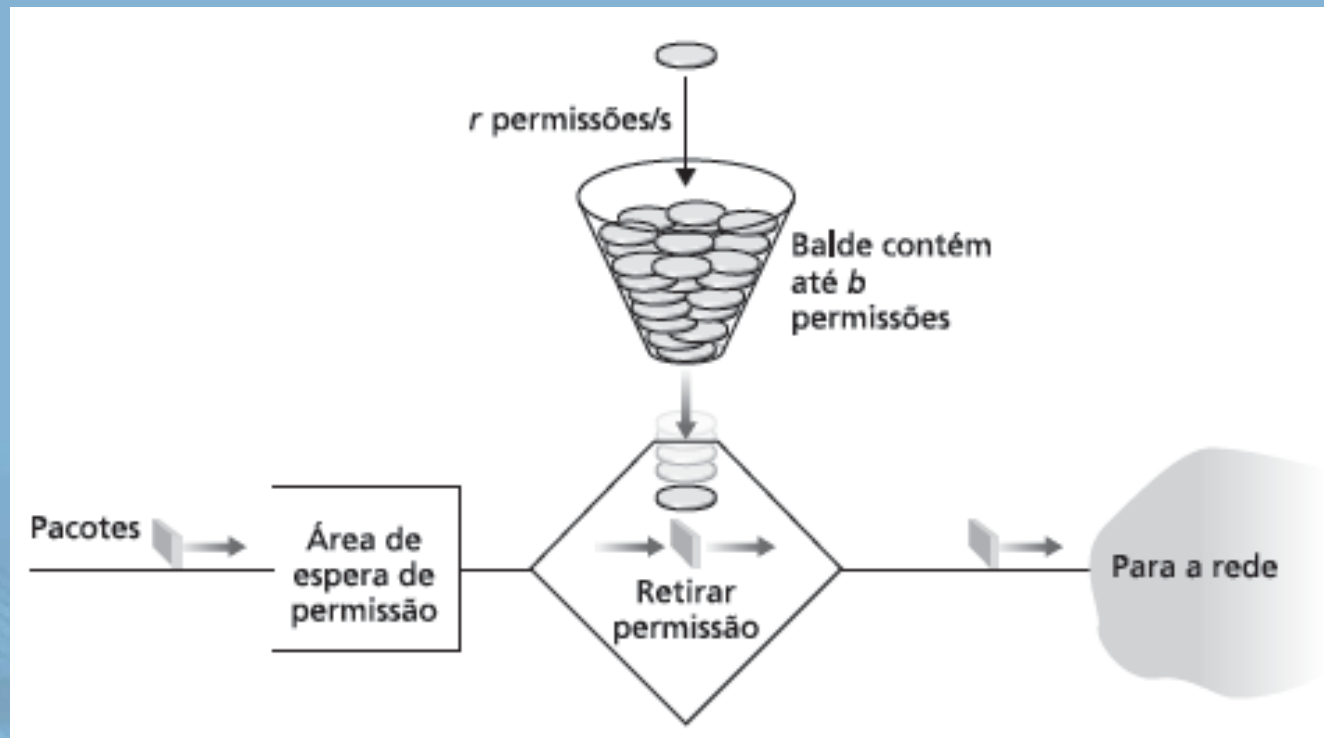 r permissões/s
Balde contém
até b
permissões
Pacotes
Área de
espera de
permissão
Retirar
permissão
Para a rede